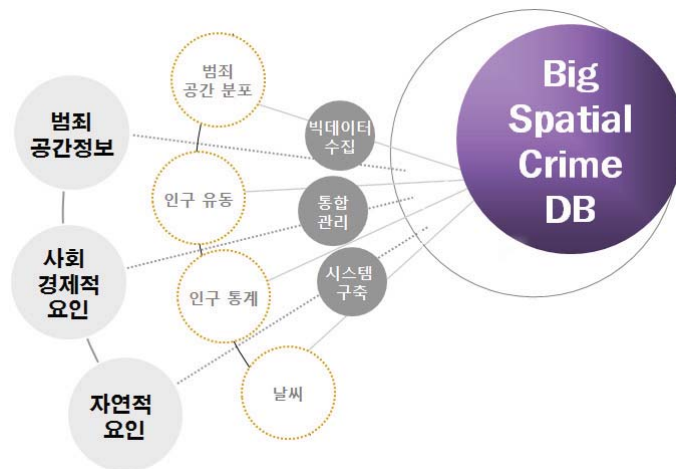 범죄
공간정보
사회
경제적
요인
자연적
요인
범죄
공간 분포
인구 유동
인구 통계
날씨
빅데이터
수집
통합
관리
시스템
구축
Big
Spatial
Crime
DB